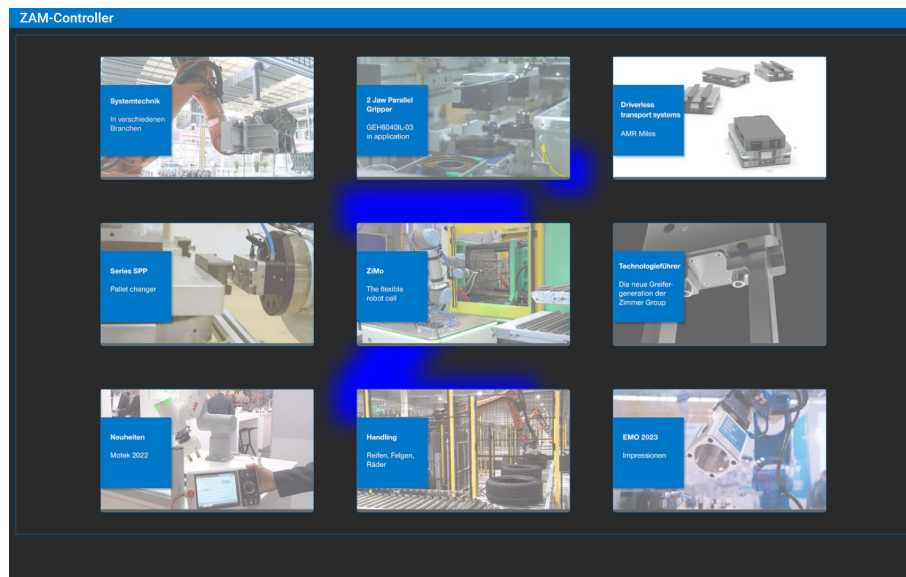 ZAM-Controller
Systemtechnik
In verschiedenen
Branchen
2 Jaw Parallel
Gripper
GEH6040IL-03
in application
Driverless
transport systems
AMR Milos
Series SPP
Pallet changer
ZiMo
The flexible
robot cell
Technologieführer
Die neue Greifer-
generation der
Zimmer Group
Neuheiten
Motek 2022
Handling
Reifen, Felgen,
Räder
EMO 2023
Impressionen